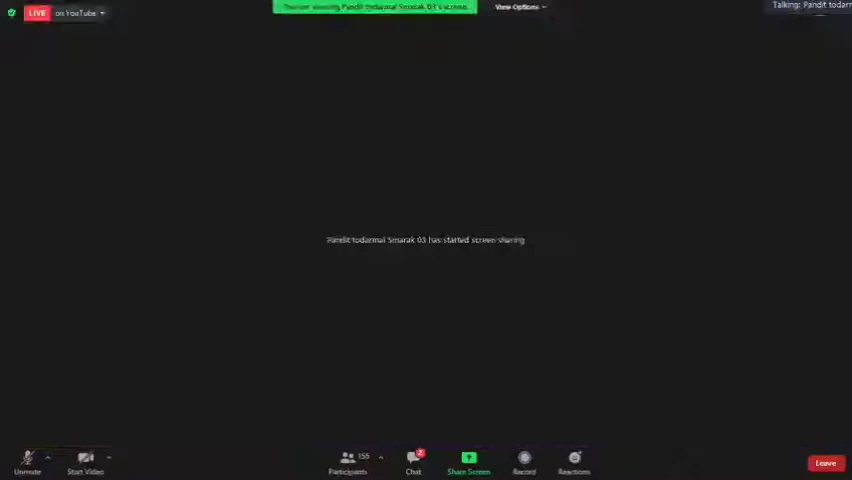 LIVE on YouTube
You are viewing Pandit todarmal Smarak 03's screen
View Options
Talking: Pandit todarm
Pandit todarmal Smarak 03 has started screen sharing
Unmute
Start Video
155
Participants
2
Chat
Share Screen
Record
Reactions
Leave